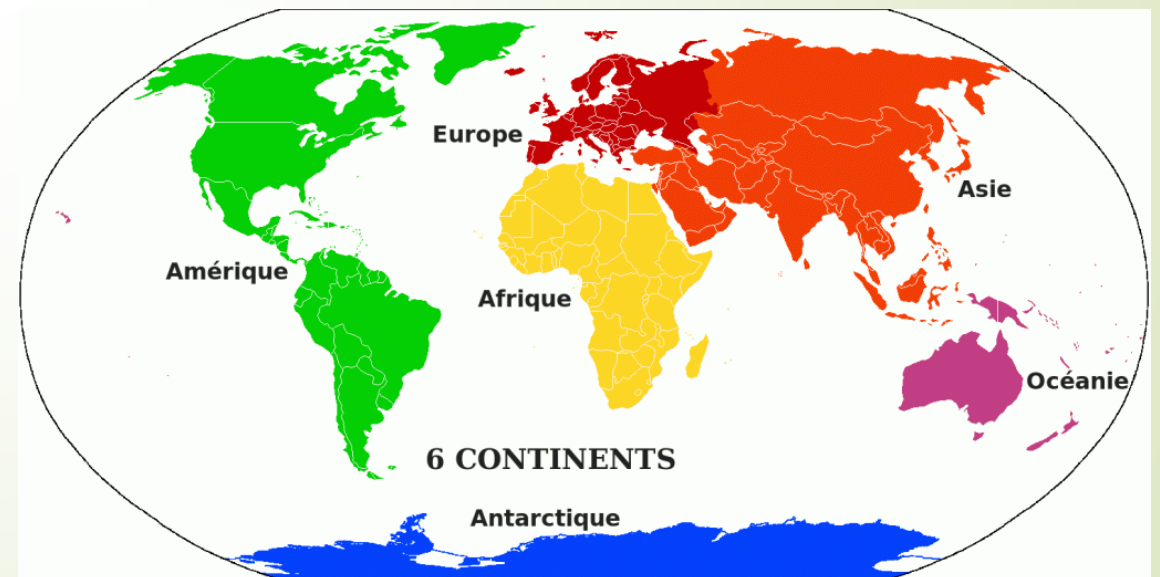 Europe
Asie
Amérique
Afrique
Océanie
6 CONTINENTS
Antarctique